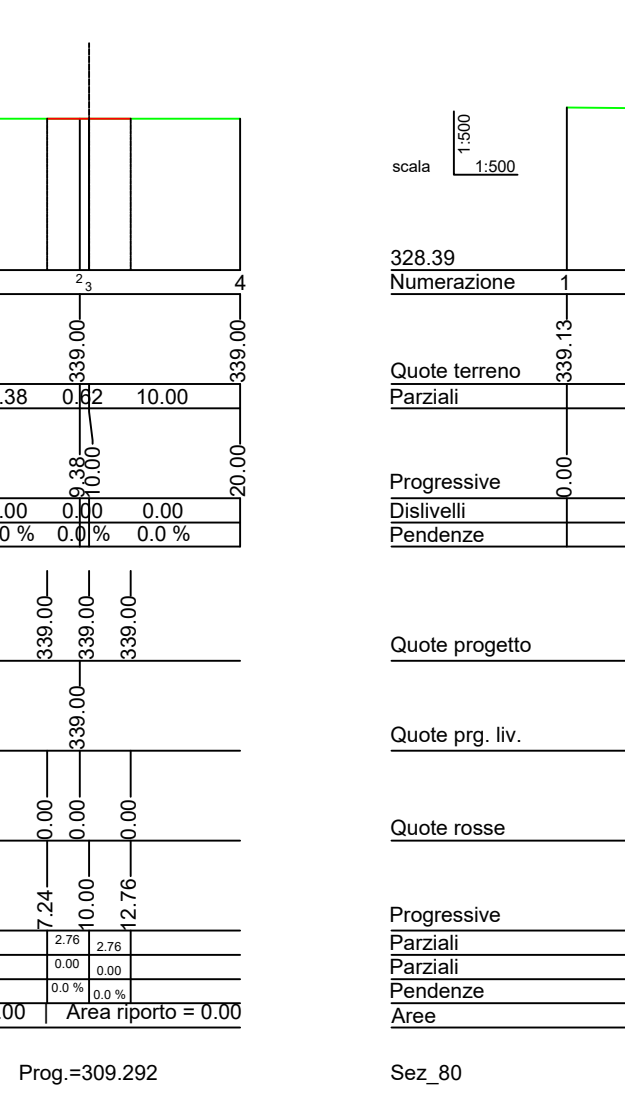 2 3 4
339.00 339.00
.38 0.62 10.00
9.38 10.00 20.00
.00 0.00 0.00
0 % 0.0 % 0.0 %
339.00 339.00 339.00
339.00
0.00 0.00 0.00
7.24 10.00 12.76
2.76 2.76
0.00 0.00
0.0 % 0.0 %
00 Area riporto = 0.00
Prog.=309.292
scala 1:500 1:500
328.39
Numerazione 1
Quote terreno 339.13
Parziali
Progressive 0.00
Dislivelli
Pendenze
Quote progetto
Quote prg. liv.
Quote rosse
Progressive
Parziali
Parziali
Pendenze
Aree
Sez_80